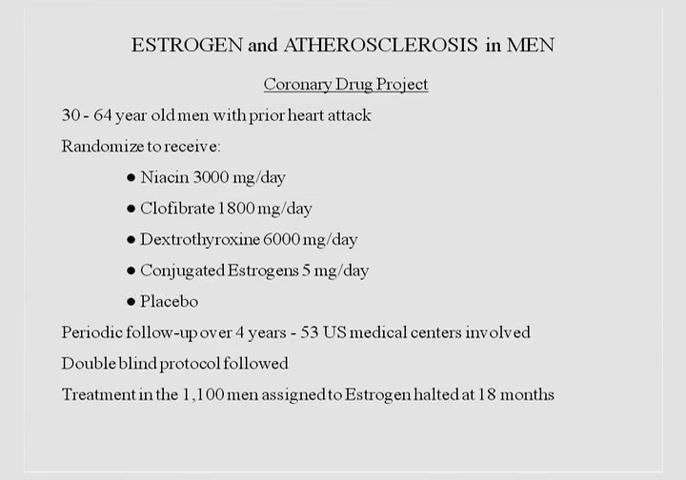 ESTROGEN and ATHEROSCLEROSIS in MEN
Coronary Drug Project
30 - 64 year old men with prior heart attack
Randomize to receive:
● Niacin 3000 mg/day
● Clofibrate 1800 mg/day
● Dextrothyroxine 6000 mg/day
● Conjugated Estrogens 5 mg/day
● Placebo
Periodic follow-up over 4 years - 53 US medical centers involved
Double blind protocol followed
Treatment in the 1,100 men assigned to Estrogen halted at 18 months